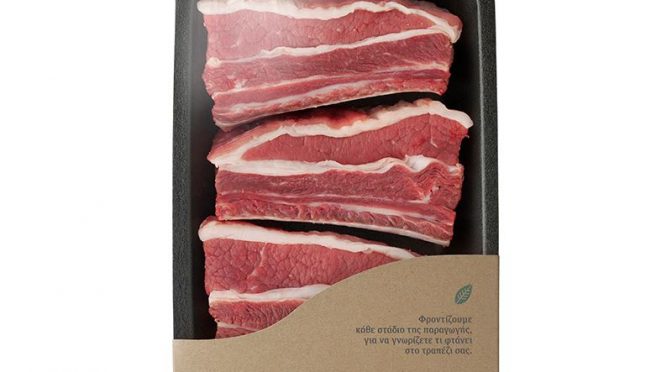 Φροντίζουμε
κάθε στάδιο της παραγωγής,
για να γνωρίζετε τι φτάνει
στο τραπέζι σας.